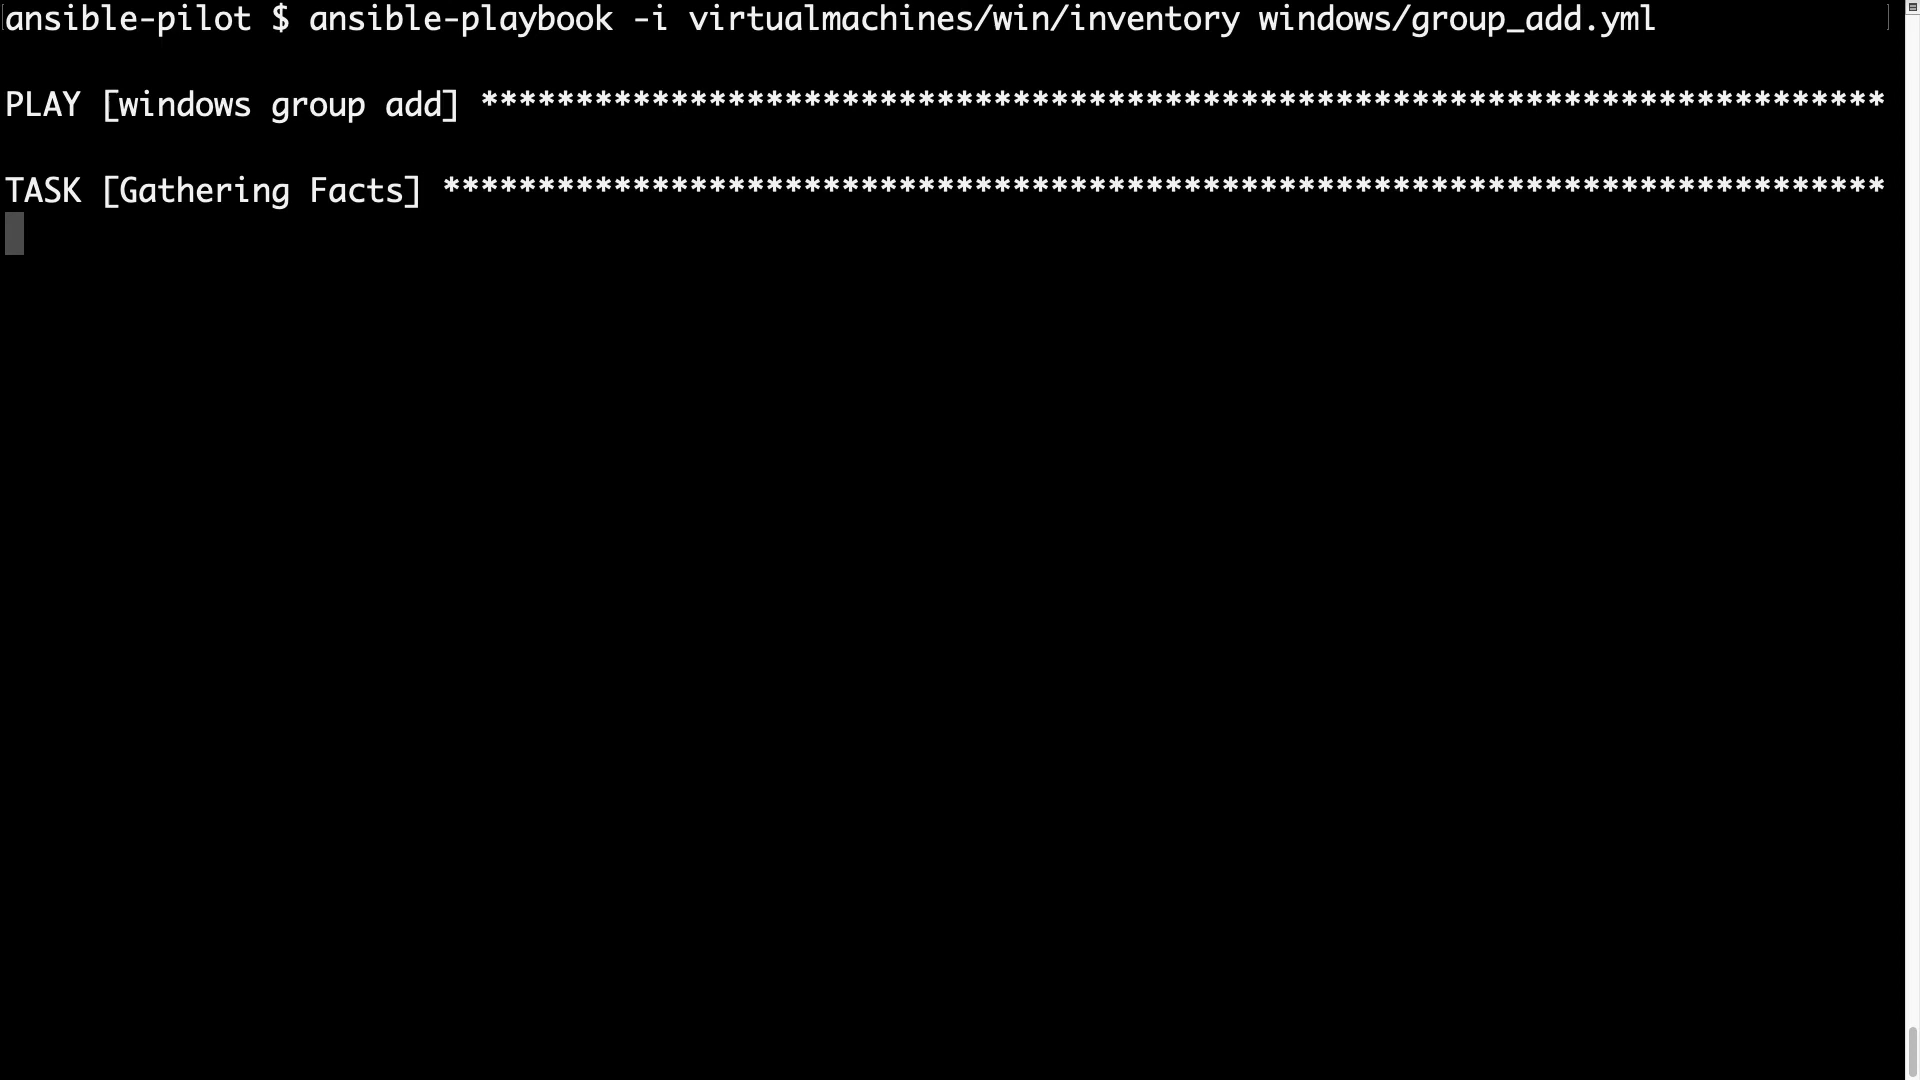 ansible-pilot $ ansible-playbook -i virtualmachines/win/inventory windows/group_add.yml
PLAY [windows group add] **************************************************************************
TASK [Gathering Facts] ****************************************************************************